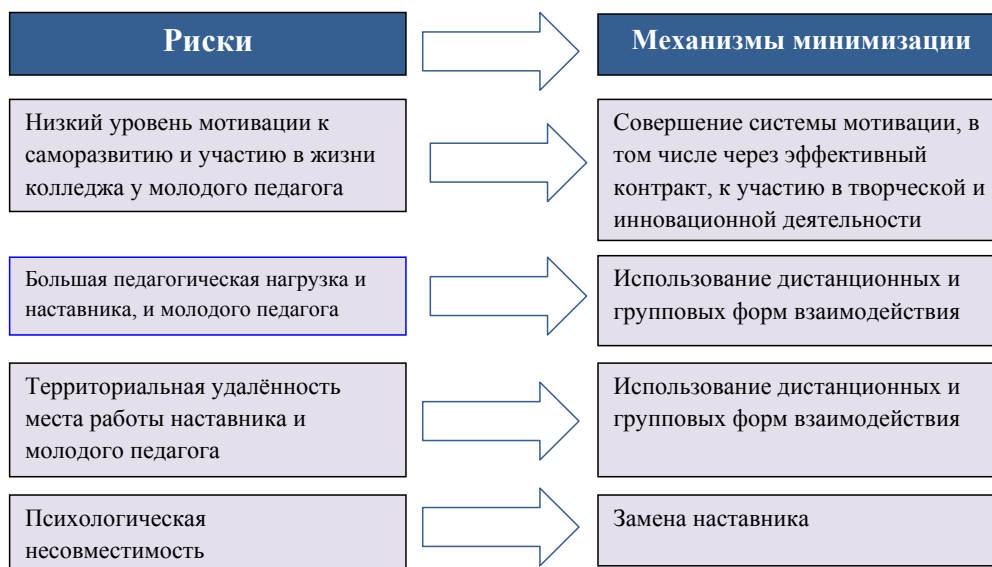 Риски
Механизмы минимизации
Низкий уровень мотивации к
саморазвитию и участию в жизни
колледжа у молодого педагога
Совершение системы мотивации, в
том числе через эффективный
контракт, к участию в творческой и
инновационной деятельности
Большая педагогическая нагрузка и
наставника, и молодого педагога
Использование дистанционных и
групповых форм взаимодействия
Территориальная удалённость
места работы наставника и
молодого педагога
Использование дистанционных и
групповых форм взаимодействия
Психологическая
несовместимость
Замена наставника